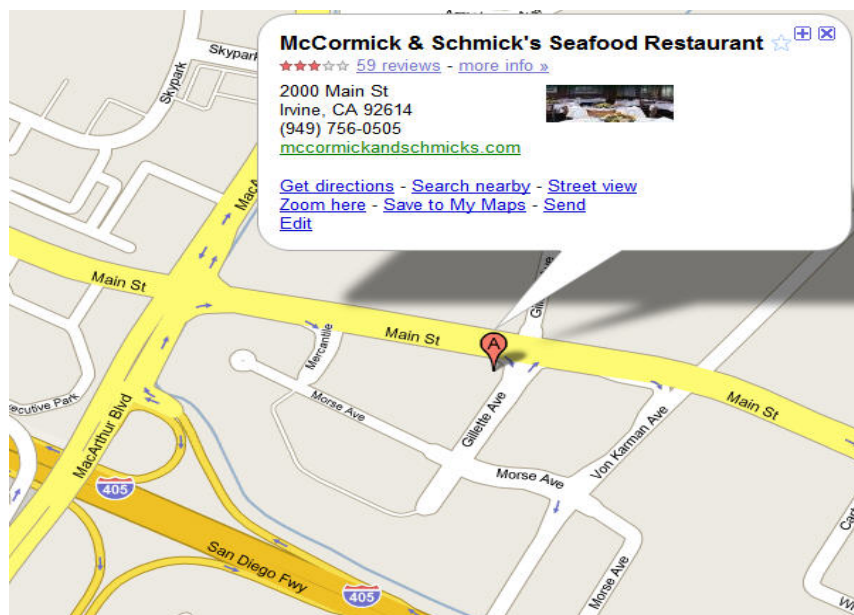 McCormick & Schmick's Seafood Restaurant
59 reviews - more info »
2000 Main St
Irvine, CA 92614
(949) 756-0505
mccormickandschmicks.com
Get directions - Search nearby - Street view
Zoom here - Save to My Maps - Send
Edit
Skypark
Skypark
Main St
Main St
A
Mercantile
Main St
Executive Park
MacArthur Blvd
Morse Ave
Gillette Ave
Von Karman Ave
Morse Ave
405
San Diego Fwy
405
Morse Ave